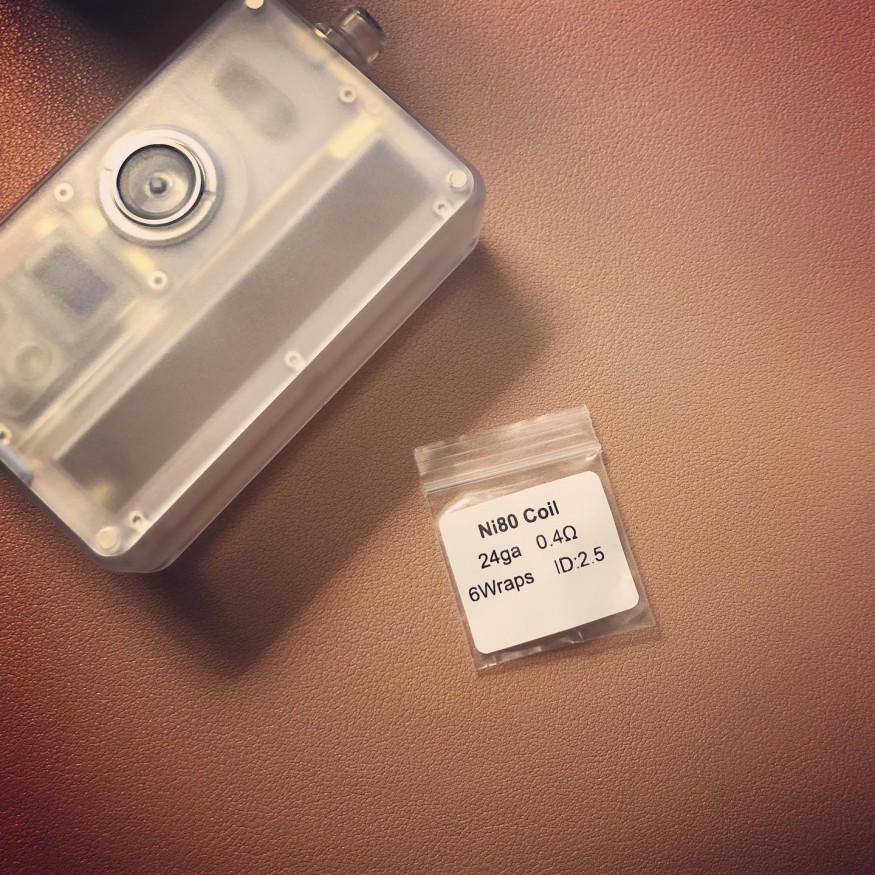 Ni80 Coil
24ga 0.4Ω
6Wraps ID:2.5